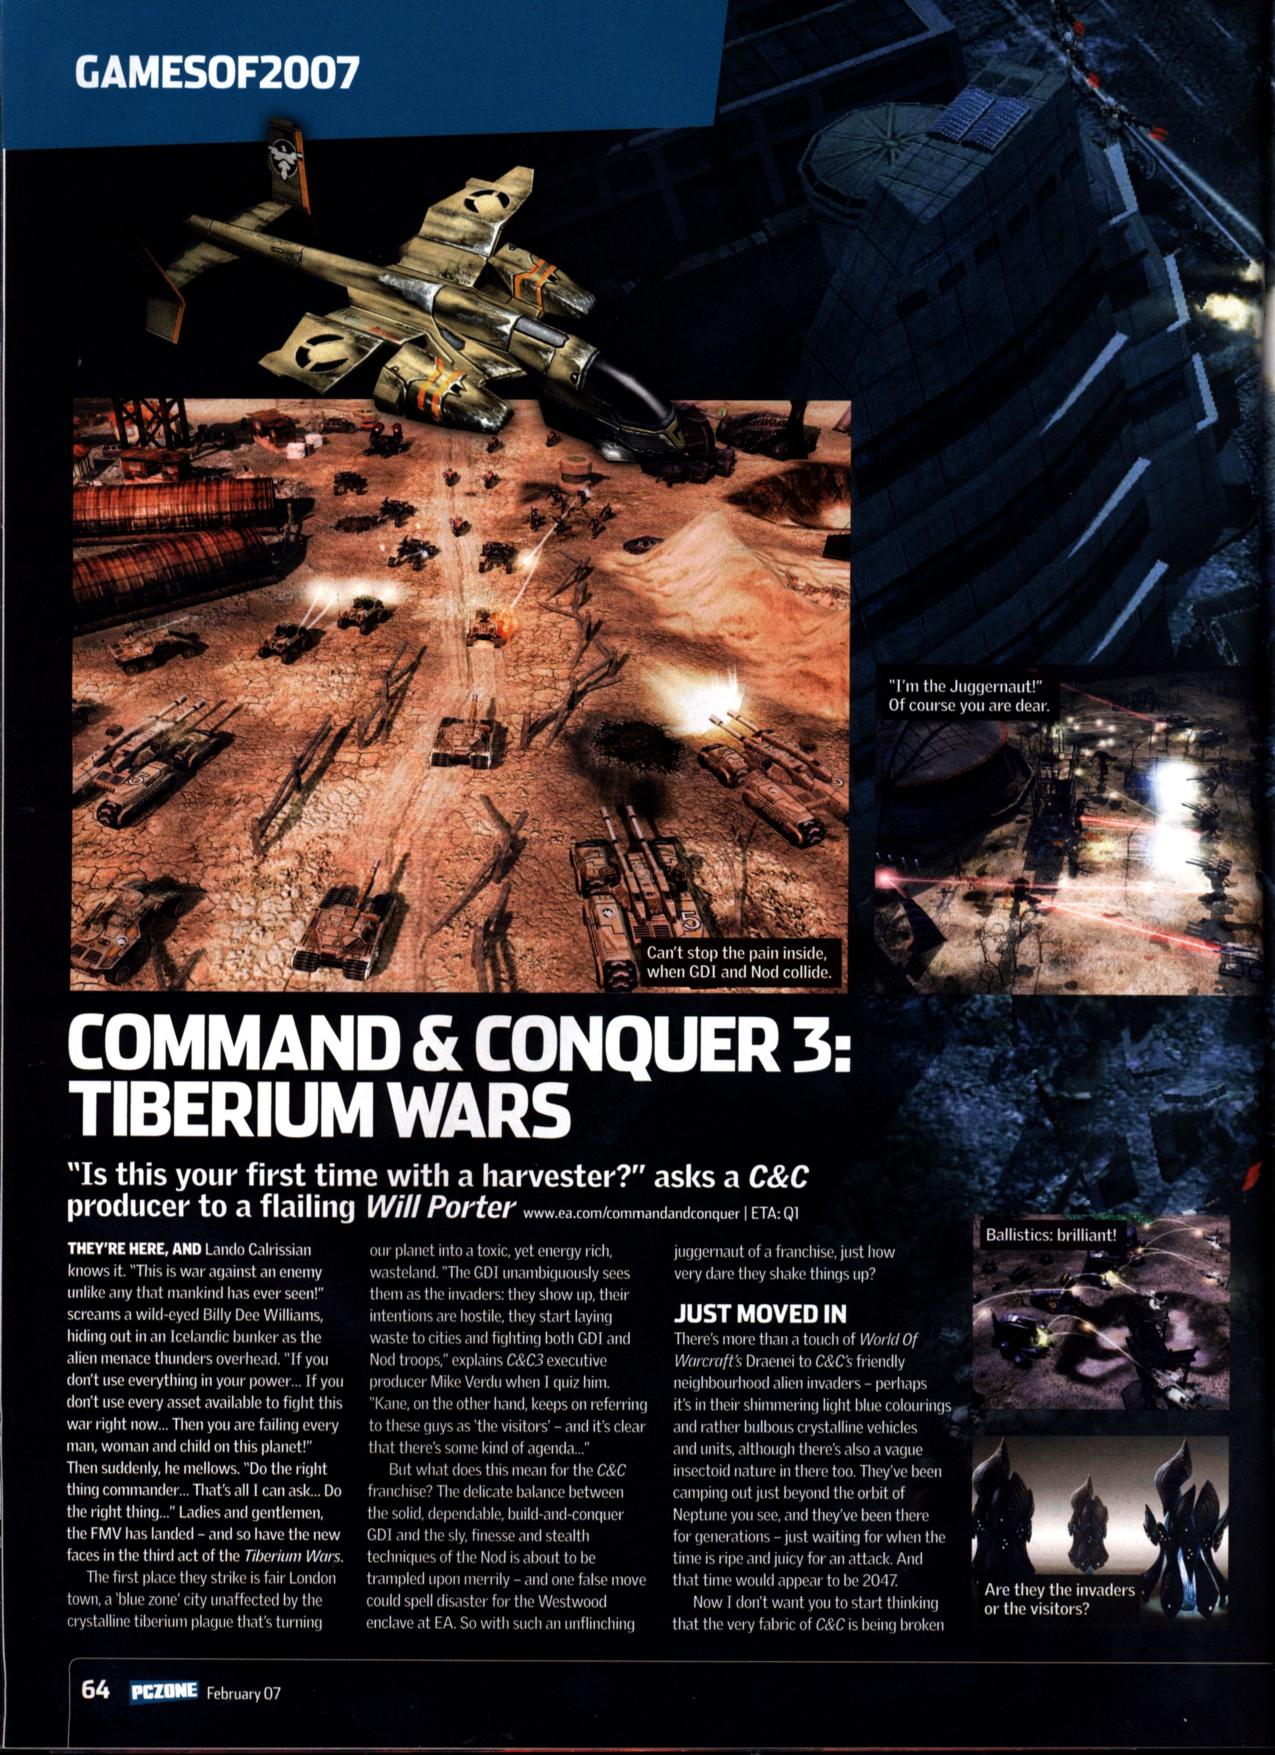 GAMESOF2007
"I'm the Juggernaut!"
Of course you are dear.
Can't stop the pain inside,
when GDI and Nod collide.
COMMAND & CONQUER 3:
TIBERIUM WARS
"Is this your first time with a harvester?" asks a C&C
producer to a flailing Will Porter www.ea.com/commandandconquer | ETA: Q1
THEY'RE HERE, AND Lando Calrissian
knows it. "This is war against an enemy
unlike any that mankind has ever seen!"
screams a wild-eyed Billy Dee Williams,
hiding out in an Icelandic bunker as the
alien menace thunders overhead. "If you
don't use everything in your power... If you
don't use every asset available to fight this
war right now... Then you are failing every
man, woman and child on this planet!"
Then suddenly, he mellows. "Do the right
thing commander... That's all I can ask... Do
the right thing..." Ladies and gentlemen,
the FMV has landed – and so have the new
faces in the third act of the Tiberium Wars.
The first place they strike is fair London
town, a 'blue zone' city unaffected by the
crystalline tiberium plague that's turning
our planet into a toxic, yet energy rich,
wasteland. "The GDI unambiguously sees
them as the invaders: they show up, their
intentions are hostile, they start laying
waste to cities and fighting both GDI and
Nod troops," explains C&C3 executive
producer Mike Verdu when I quiz him.
"Kane, on the other hand, keeps on referring
to these guys as 'the visitors' – and it's clear
that there's some kind of agenda..."
But what does this mean for the C&C
franchise? The delicate balance between
the solid, dependable, build-and-conquer
GDI and the sly, finesse and stealth
techniques of the Nod is about to be
trampled upon merrily – and one false move
could spell disaster for the Westwood
enclave at EA. So with such an unflinching
juggernaut of a franchise, just how
very dare they shake things up?
JUST MOVED IN
There's more than a touch of World Of
Warcraft's Draenei to C&C's friendly
neighbourhood alien invaders – perhaps
it's in their shimmering light blue colourings
and rather bulbous crystalline vehicles
and units, although there's also a vague
insectoid nature in there too. They've been
camping out just beyond the orbit of
Neptune you see, and they've been there
for generations – just waiting for when the
time is ripe and juicy for an attack. And
that time would appear to be 2047.
Now I don't want you to start thinking
that the very fabric of C&C is being broken
Ballistics: brilliant!
Are they the invaders
or the visitors?
64 PCZONE February 07